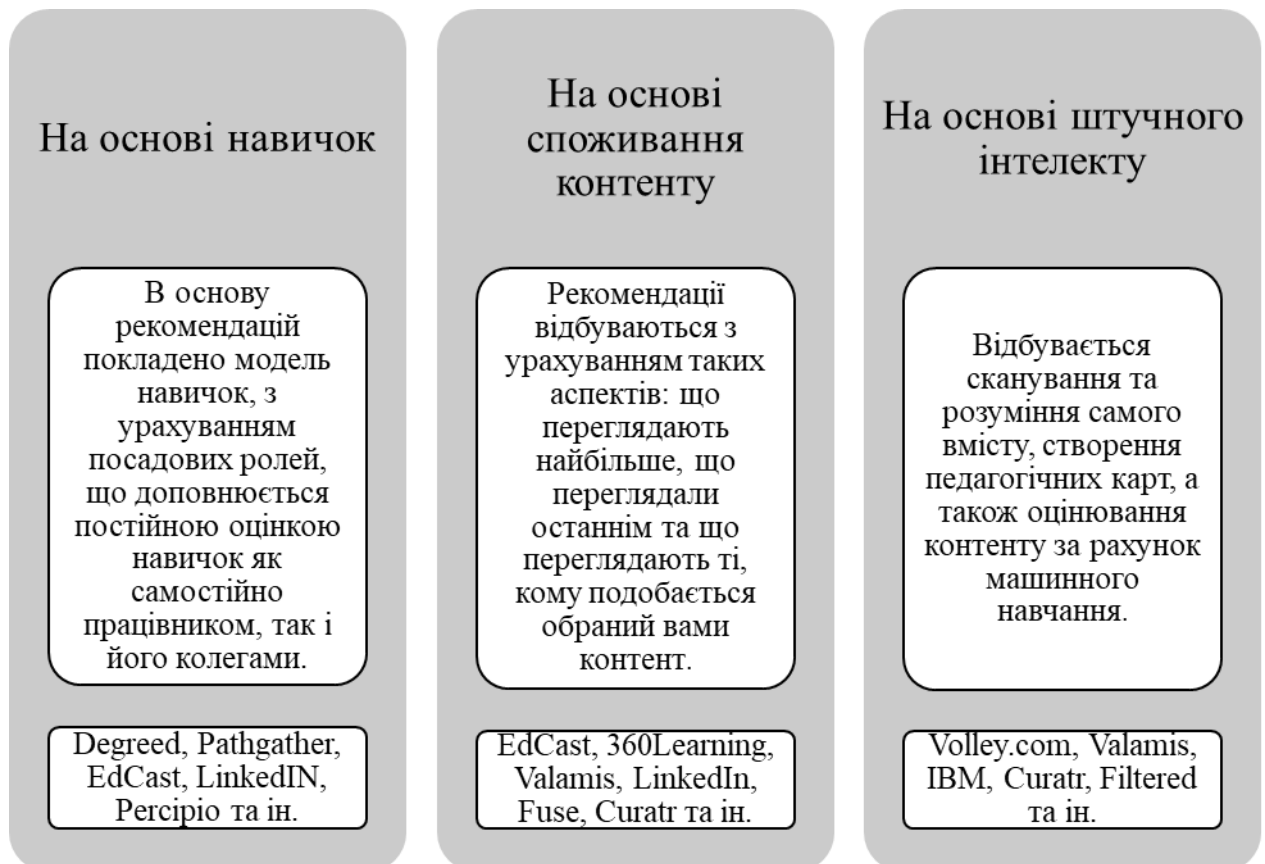 На основі навичок
В основу
рекомендацій
покладено модель
навичок, з
урахуванням
посадових ролей,
що доповнюється
постійною оцінкою
навичок як
самостійно
працівником, так і
його колегами.
Degreed, Pathgather,
EdCast, LinkedIN,
Percipio та ін.
На основі
споживання
контенту
Рекомендації
відбуваються з
урахуванням таких
аспектів: що
переглядають
найбільше, що
переглядали
останнім та що
переглядають ті,
кому подобається
обраний вами
контент.
EdCast, 360Learning,
Valamis, LinkedIn,
Fuse, Curatr та ін.
На основі штучного
інтелекту
Відбувається
сканування та
розуміння самого
вмісту, створення
педагогічних карт, а
також оцінювання
контенту за рахунок
машинного
навчання.
Volley.com, Valamis,
IBM, Curatr, Filtered
та ін.